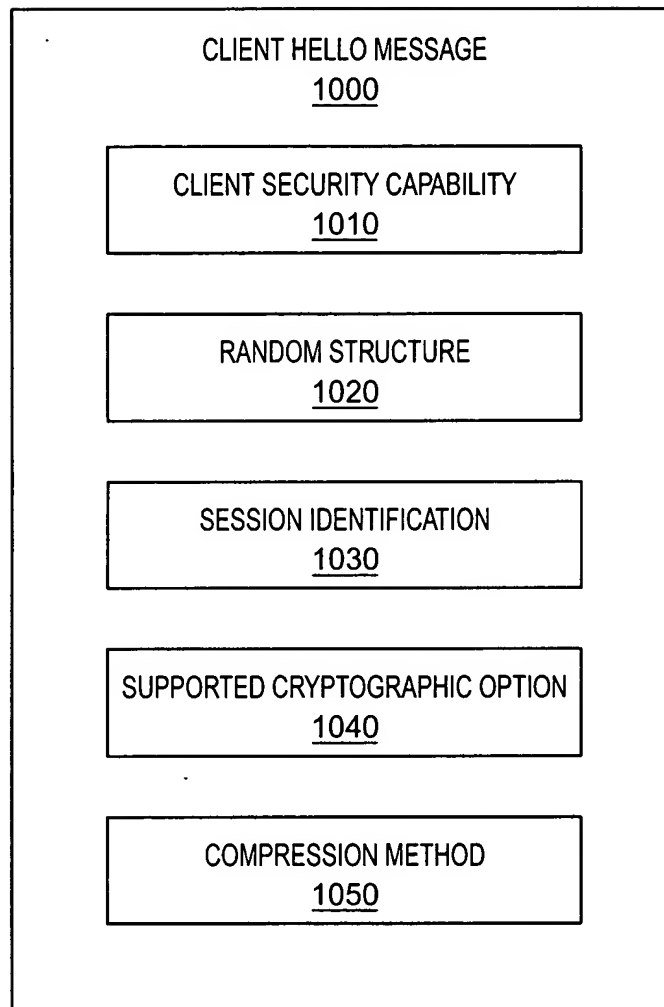 CLIENT HELLO MESSAGE
1000
CLIENT SECURITY CAPABILITY
1010
RANDOM STRUCTURE
1020
SESSION IDENTIFICATION
1030
SUPPORTED CRYPTOGRAPHIC OPTION
1040
COMPRESSION METHOD
1050